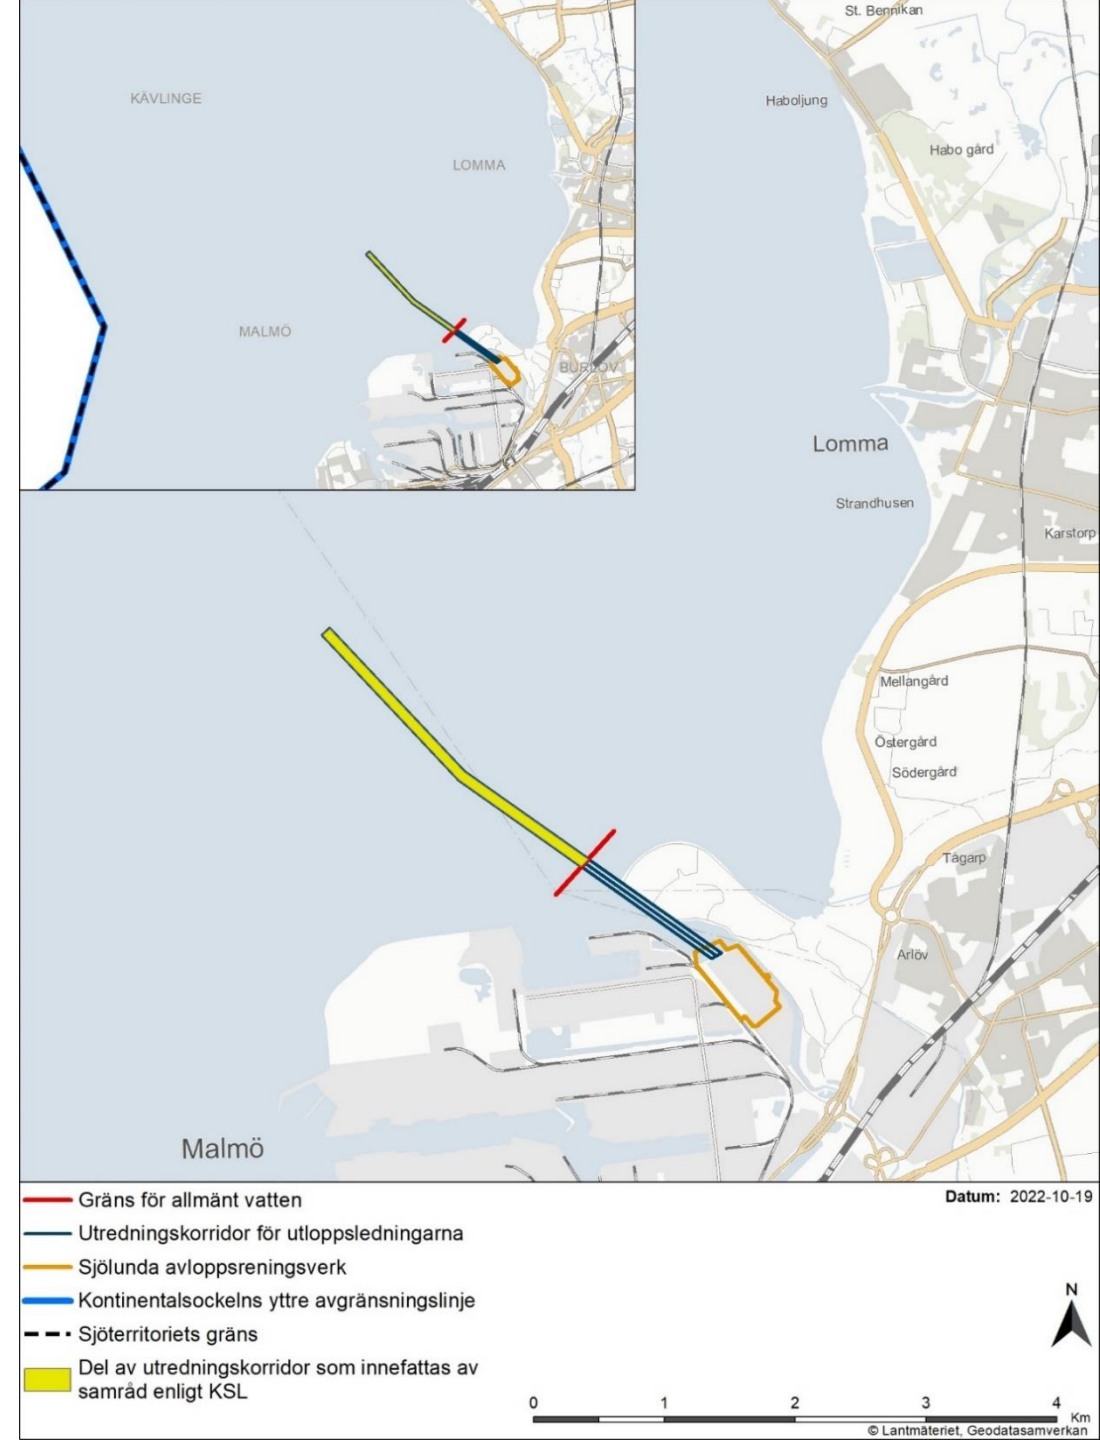 St. Bennikan
KÄVLINGE
Haboljung
Habo gård
LOMMA
MALMÖ
BURLÖV
Lomma
Strandhusen
Karstorp
Mellangård
Östergård
Södergård
Tågarp
Arlöv
Malmö
Gräns för allmänt vatten
Datum: 2022-10-19
Utredningskorridor för utloppsledningarna
Sjölunda avloppsreningsverk
Kontinentalsockelns yttre avgränsningslinje
Sjöterritoriets gräns
Del av utredningskorridor som innefattas av
samråd enligt KSL
N
0 1 2 3 4
Km
© Lantmäteriet, Geodatasamverkan